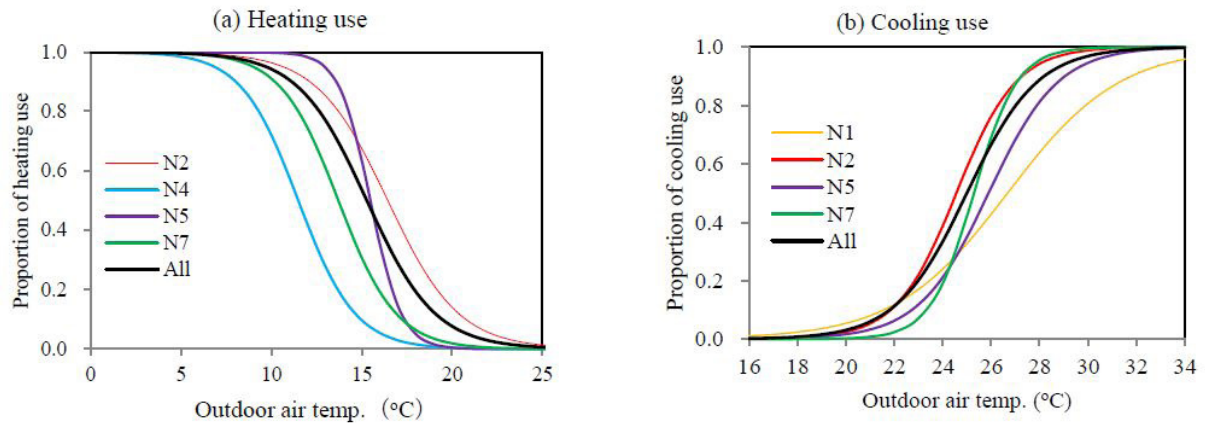 (a) Heating use
Proportion of heating use
1.0
0.8
0.6
0.4
0.2
0.0
N2
N4
N5
N7
All
0 5 10 15 20 25
Outdoor air temp. (°C)
(b) Cooling use
Proportion of cooling use
1.0
0.8
0.6
0.4
0.2
0.0
N1
N2
N5
N7
All
16 18 20 22 24 26 28 30 32 34
Outdoor air temp. (°C)